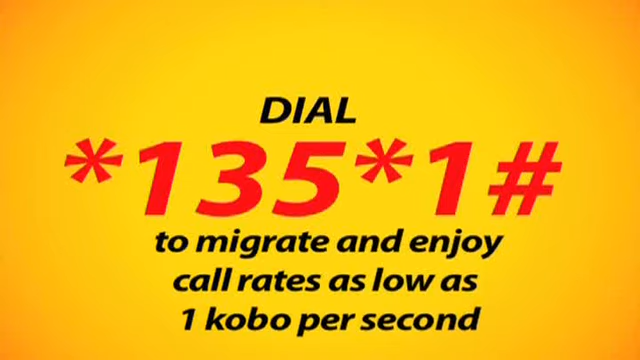 DIAL
*135*1#
to migrate and enjoy
call rates as low as
1 kobo per second